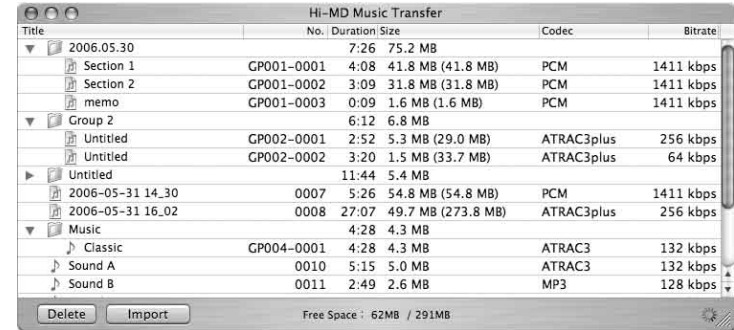 Hi-MD Music Transfer
Title No. Duration Size Codec Bitrate
2006.05.30 7:26 75.2 MB
Section 1 GP001-0001 4:08 41.8 MB (41.8 MB) PCM 1411 kbps
Section 2 GP001-0002 3:09 31.8 MB (31.8 MB) PCM 1411 kbps
memo GP001-0003 0:09 1.6 MB (1.6 MB) PCM 1411 kbps
Group 2 6:12 6.8 MB
Untitled GP002-0001 2:52 5.3 MB (29.0 MB) ATRAC3plus 256 kbps
Untitled GP002-0002 3:20 1.5 MB (33.7 MB) ATRAC3plus 64 kbps
Untitled 11:44 5.4 MB
2006-05-31 14_30 0007 5:26 54.8 MB (54.8 MB) PCM 1411 kbps
2006-05-31 16_02 0008 27:07 49.7 MB (273.8 MB) ATRAC3plus 256 kbps
Music 4:28 4.3 MB
Classic GP004-0001 4:28 4.3 MB ATRAC3 132 kbps
Sound A 0010 5:15 5.0 MB ATRAC3 132 kbps
Sound B 0011 2:49 2.6 MB MP3 128 kbps
Delete Import Free Space : 62MB / 291MB